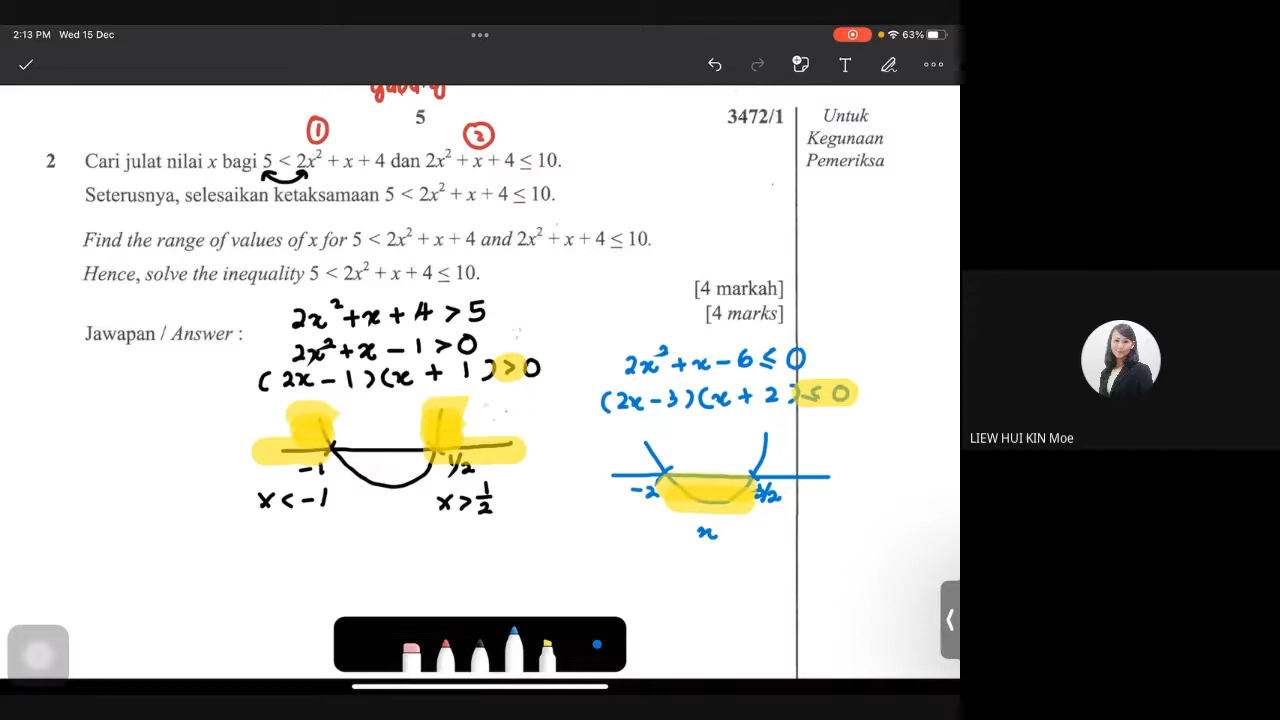 2:13 PM Wed 15 Dec
63%
5
3472/1
Untuk
Kegunaan
Pemeriksa
① ②
2 Cari julat nilai x bagi 5 < 2x² + x + 4 dan 2x² + x + 4 ≤ 10.
Seterusnya, selesaikan ketaksamaan 5 < 2x² + x + 4 ≤ 10.
Find the range of values of x for 5 < 2x² + x + 4 and 2x² + x + 4 ≤ 10.
Hence, solve the inequality 5 < 2x² + x + 4 ≤ 10.
[4 markah]
[4 marks]
Jawapan / Answer :
2x² + x + 4 > 5
2x² + x - 1 > 0
(2x - 1)(x + 1) > 0
-1 1/2
x < -1 x > 1/2
2x² + x - 6 ≤ 0
(2x - 3)(x + 2) ≤ 0
-2 3/2
x
T
LIEW HUI KIN Moe